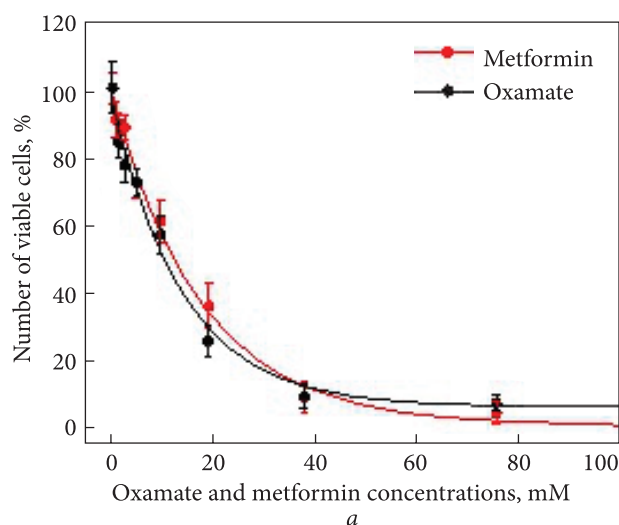 120
100
80
60
40
20
0
Number of viable cells, %
Metformin
Oxamate
0 20 40 60 80 100
Oxamate and metformin concentrations, mM
a